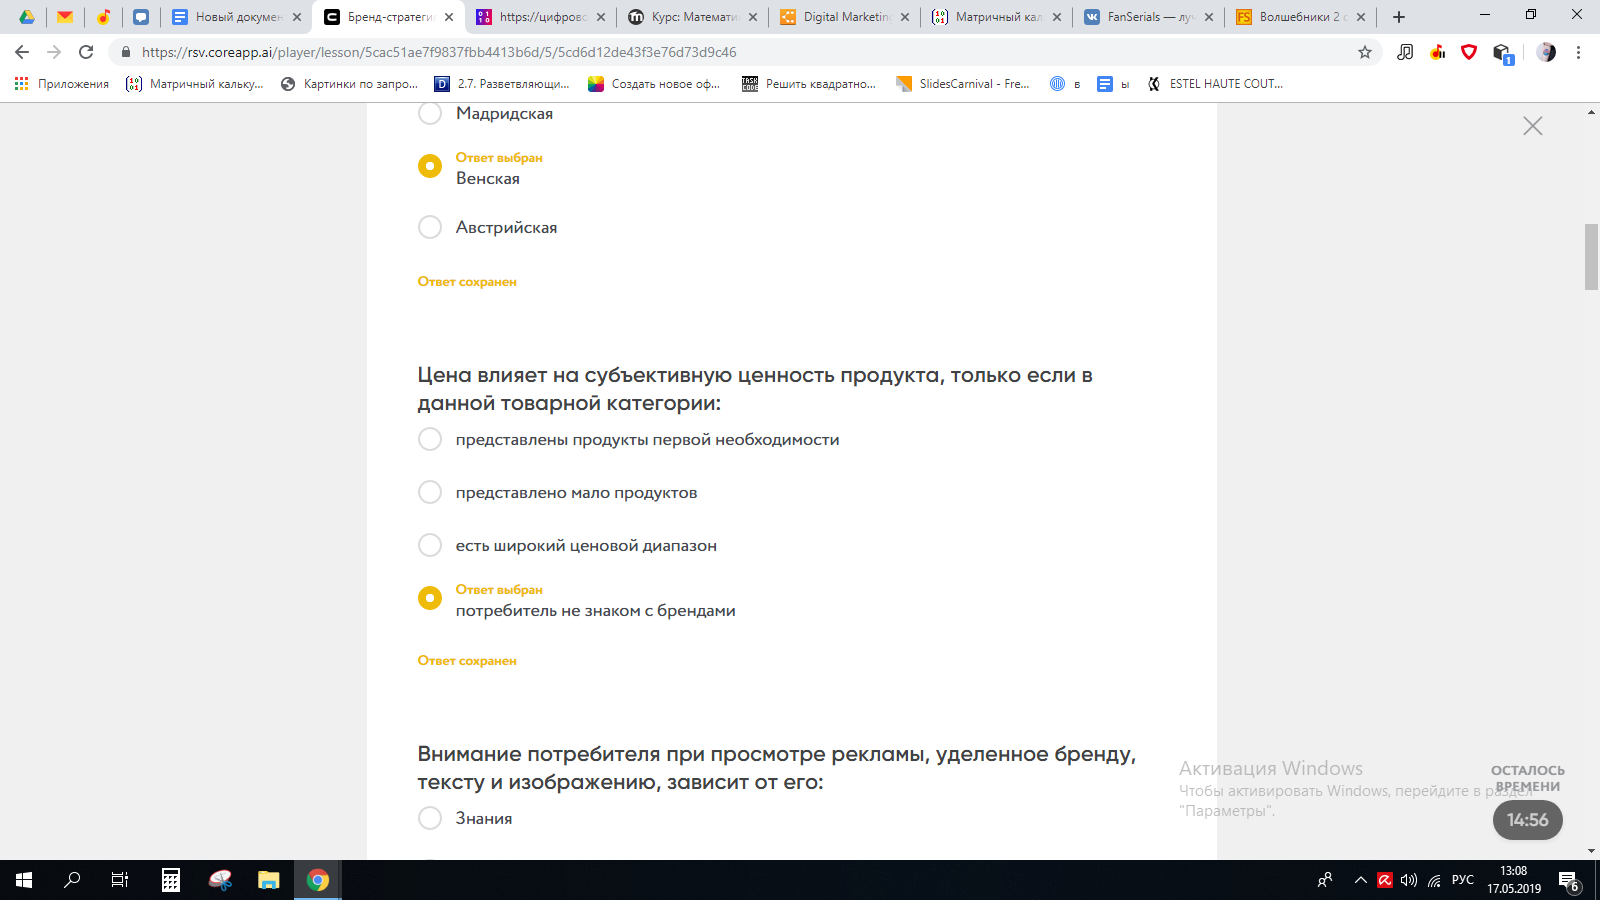 Новый докумен
Бренд-стратеги
https://цифрово
Курс: Математи
Digital Marketing
Матричный кал
FanSerials — луч
Волшебники 2 с
https://rsv.coreapp.ai/player/lesson/5cac51ae7f9837fbb4413b6d/5/5cd6d12de43f3e76d73d9c46
Приложения
Матричный кальку...
Картинки по запро...
2.7. Разветвляющи...
Создать новое оф...
Решить квадратно...
SlidesCarnival - Fre...
в
ы
ESTEL HAUTE COUT...
Мадридская
Ответ выбран
Венская
Австрийская
Ответ сохранен
Цена влияет на субъективную ценность продукта, только если в
данной товарной категории:
представлены продукты первой необходимости
представлено мало продуктов
есть широкий ценовой диапазон
Ответ выбран
потребитель не знаком с брендами
Ответ сохранен
Внимание потребителя при просмотре рекламы, уделенное бренду,
тексту и изображению, зависит от его:
Знания
Активация Windows
Чтобы активировать Windows, перейдите в раздел
"Параметры".
ОСТАЛОСЬ
ВРЕМЕНИ
14:56
РУС
13:08
17.05.2019
6